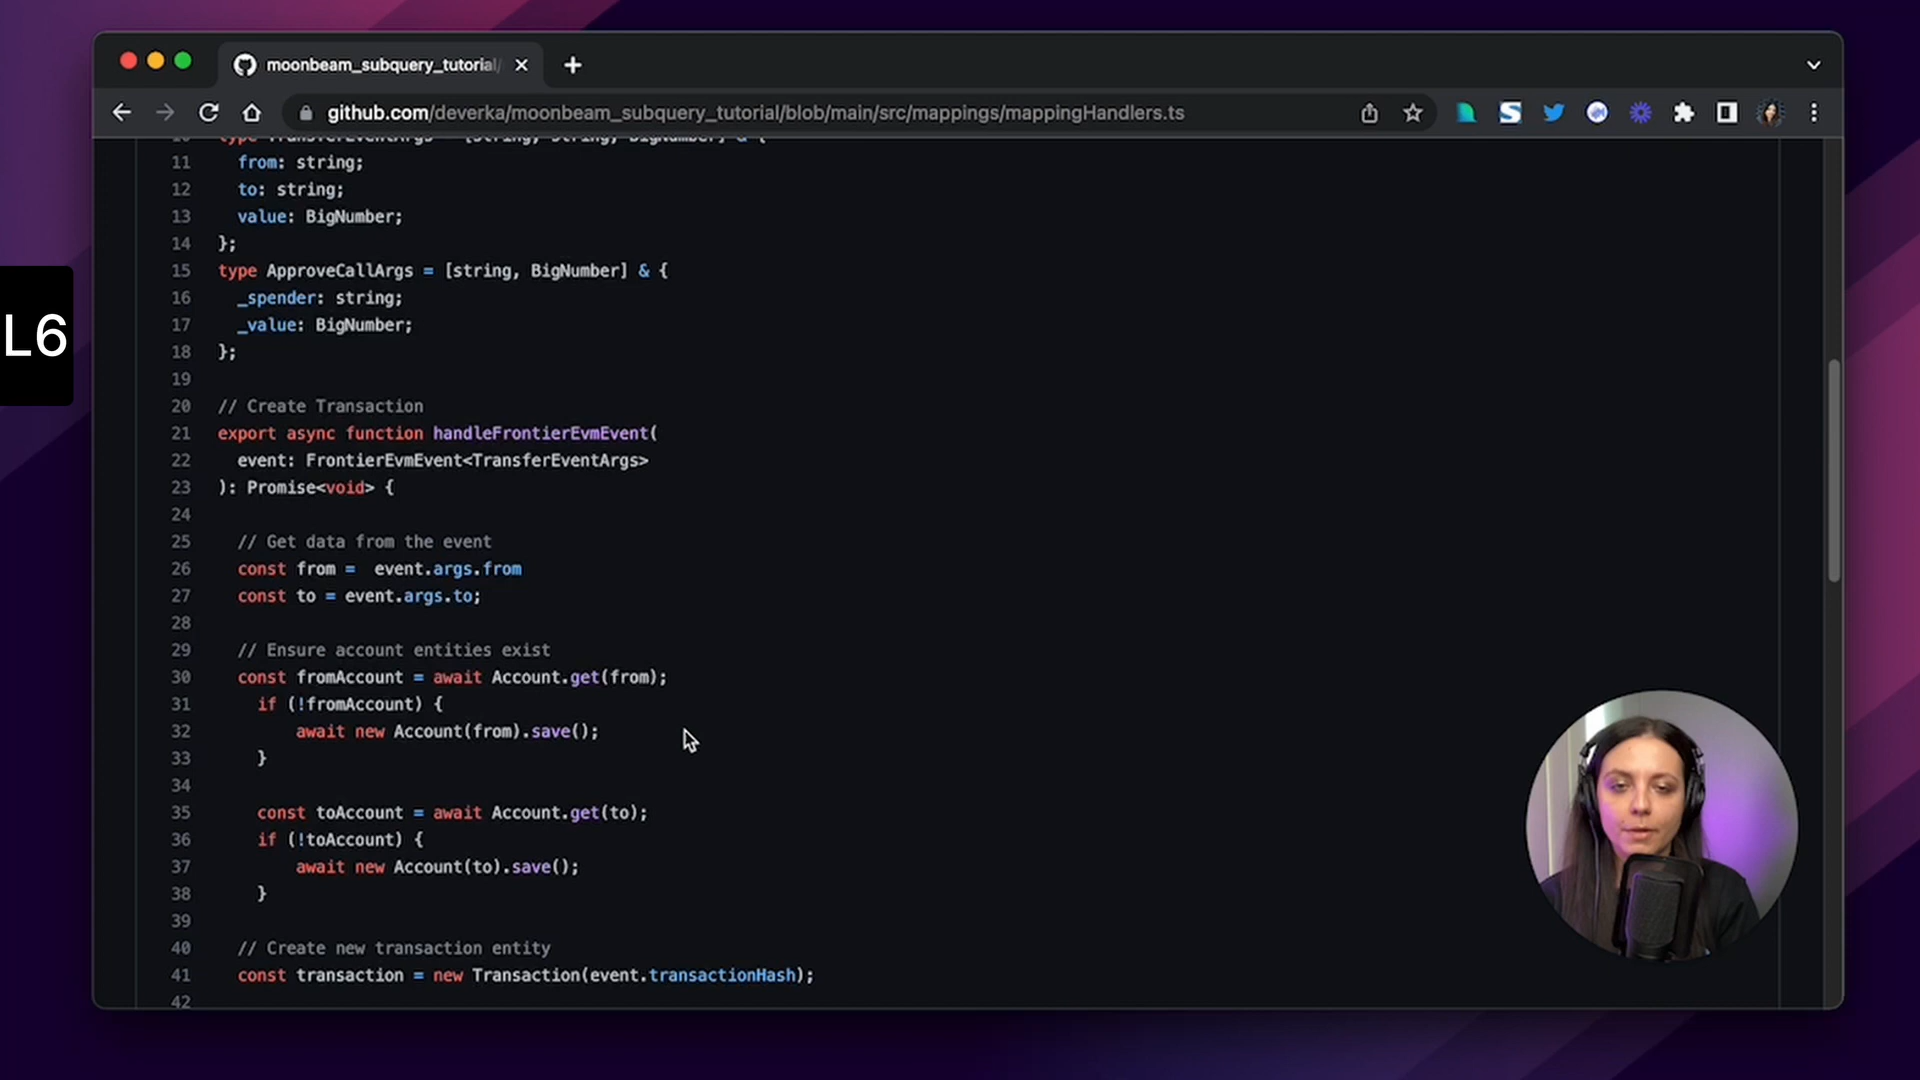 moonbeam_subquery_tutorial/
github.com/deverka/moonbeam_subquery_tutorial/blob/main/src/mappings/mappingHandlers.ts
L6
10 type TransferEventArgs = [string, string, BigNumber] & {
11 from: string;
12 to: string;
13 value: BigNumber;
14 };
15 type ApproveCallArgs = [string, BigNumber] & {
16 _spender: string;
17 _value: BigNumber;
18 };
19
20 // Create Transaction
21 export async function handleFrontierEvmEvent(
22 event: FrontierEvmEvent<TransferEventArgs>
23 ): Promise<void> {
24
25 // Get data from the event
26 const from =  event.args.from
27 const to = event.args.to;
28
29 // Ensure account entities exist
30 const fromAccount = await Account.get(from);
31 if (!fromAccount) {
32 await new Account(from).save();
33 }
34
35 const toAccount = await Account.get(to);
36 if (!toAccount) {
37 await new Account(to).save();
38 }
39
40 // Create new transaction entity
41 const transaction = new Transaction(event.transactionHash);
42